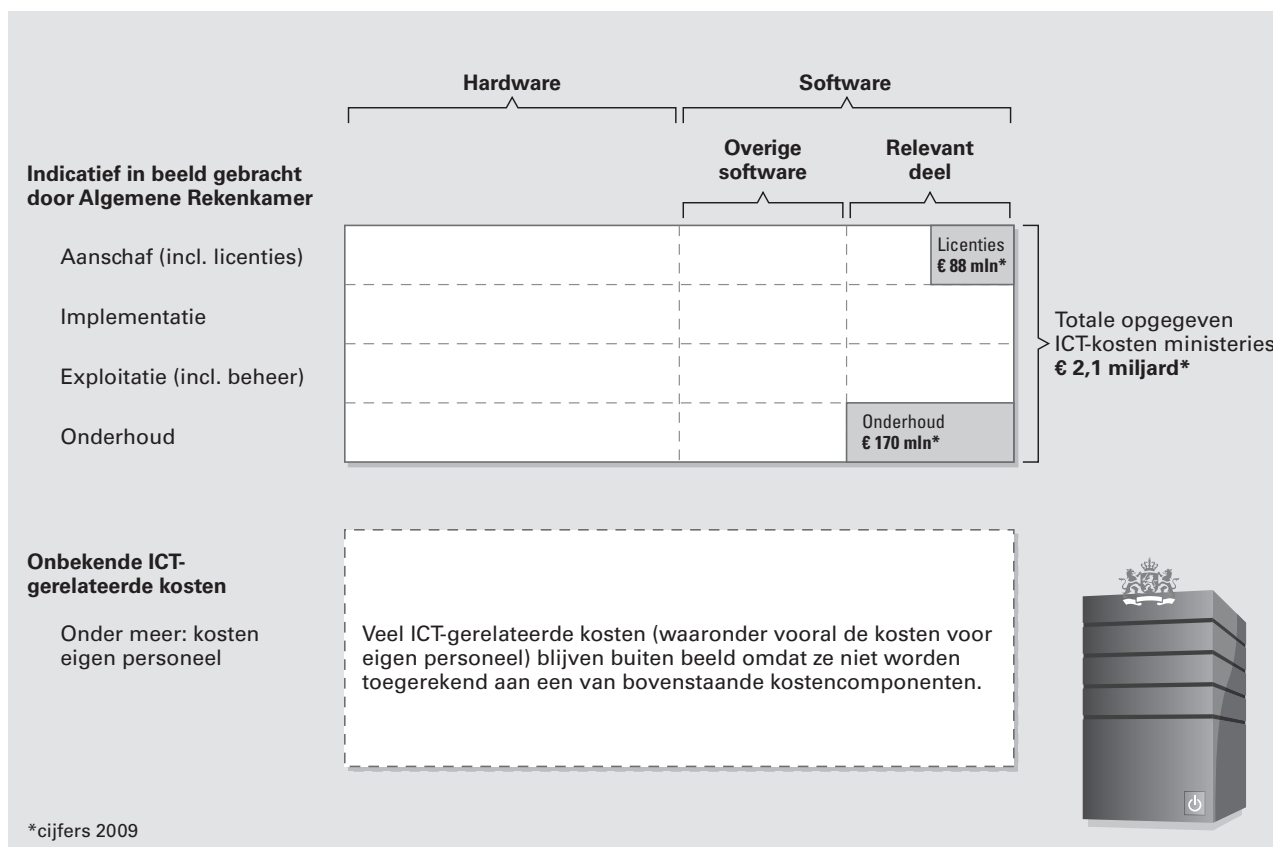 Hardware
Software
Overige
software
Relevant
deel
Indicatief in beeld gebracht
door Algemene Rekenkamer
Aanschaf (incl. licenties)
Licenties
€ 88 mln*
Implementatie
Exploitatie (incl. beheer)
Onderhoud
Onderhoud
€ 170 mln*
Totale opgegeven
ICT-kosten ministeries
€ 2,1 miljard*
Onbekende ICT-
gerelateerde kosten
Onder meer: kosten
eigen personeel
Veel ICT-gerelateerde kosten (waaronder vooral de kosten voor
eigen personeel) blijven buiten beeld omdat ze niet worden
toegerekend aan een van bovenstaande kostencomponenten.
*cijfers 2009